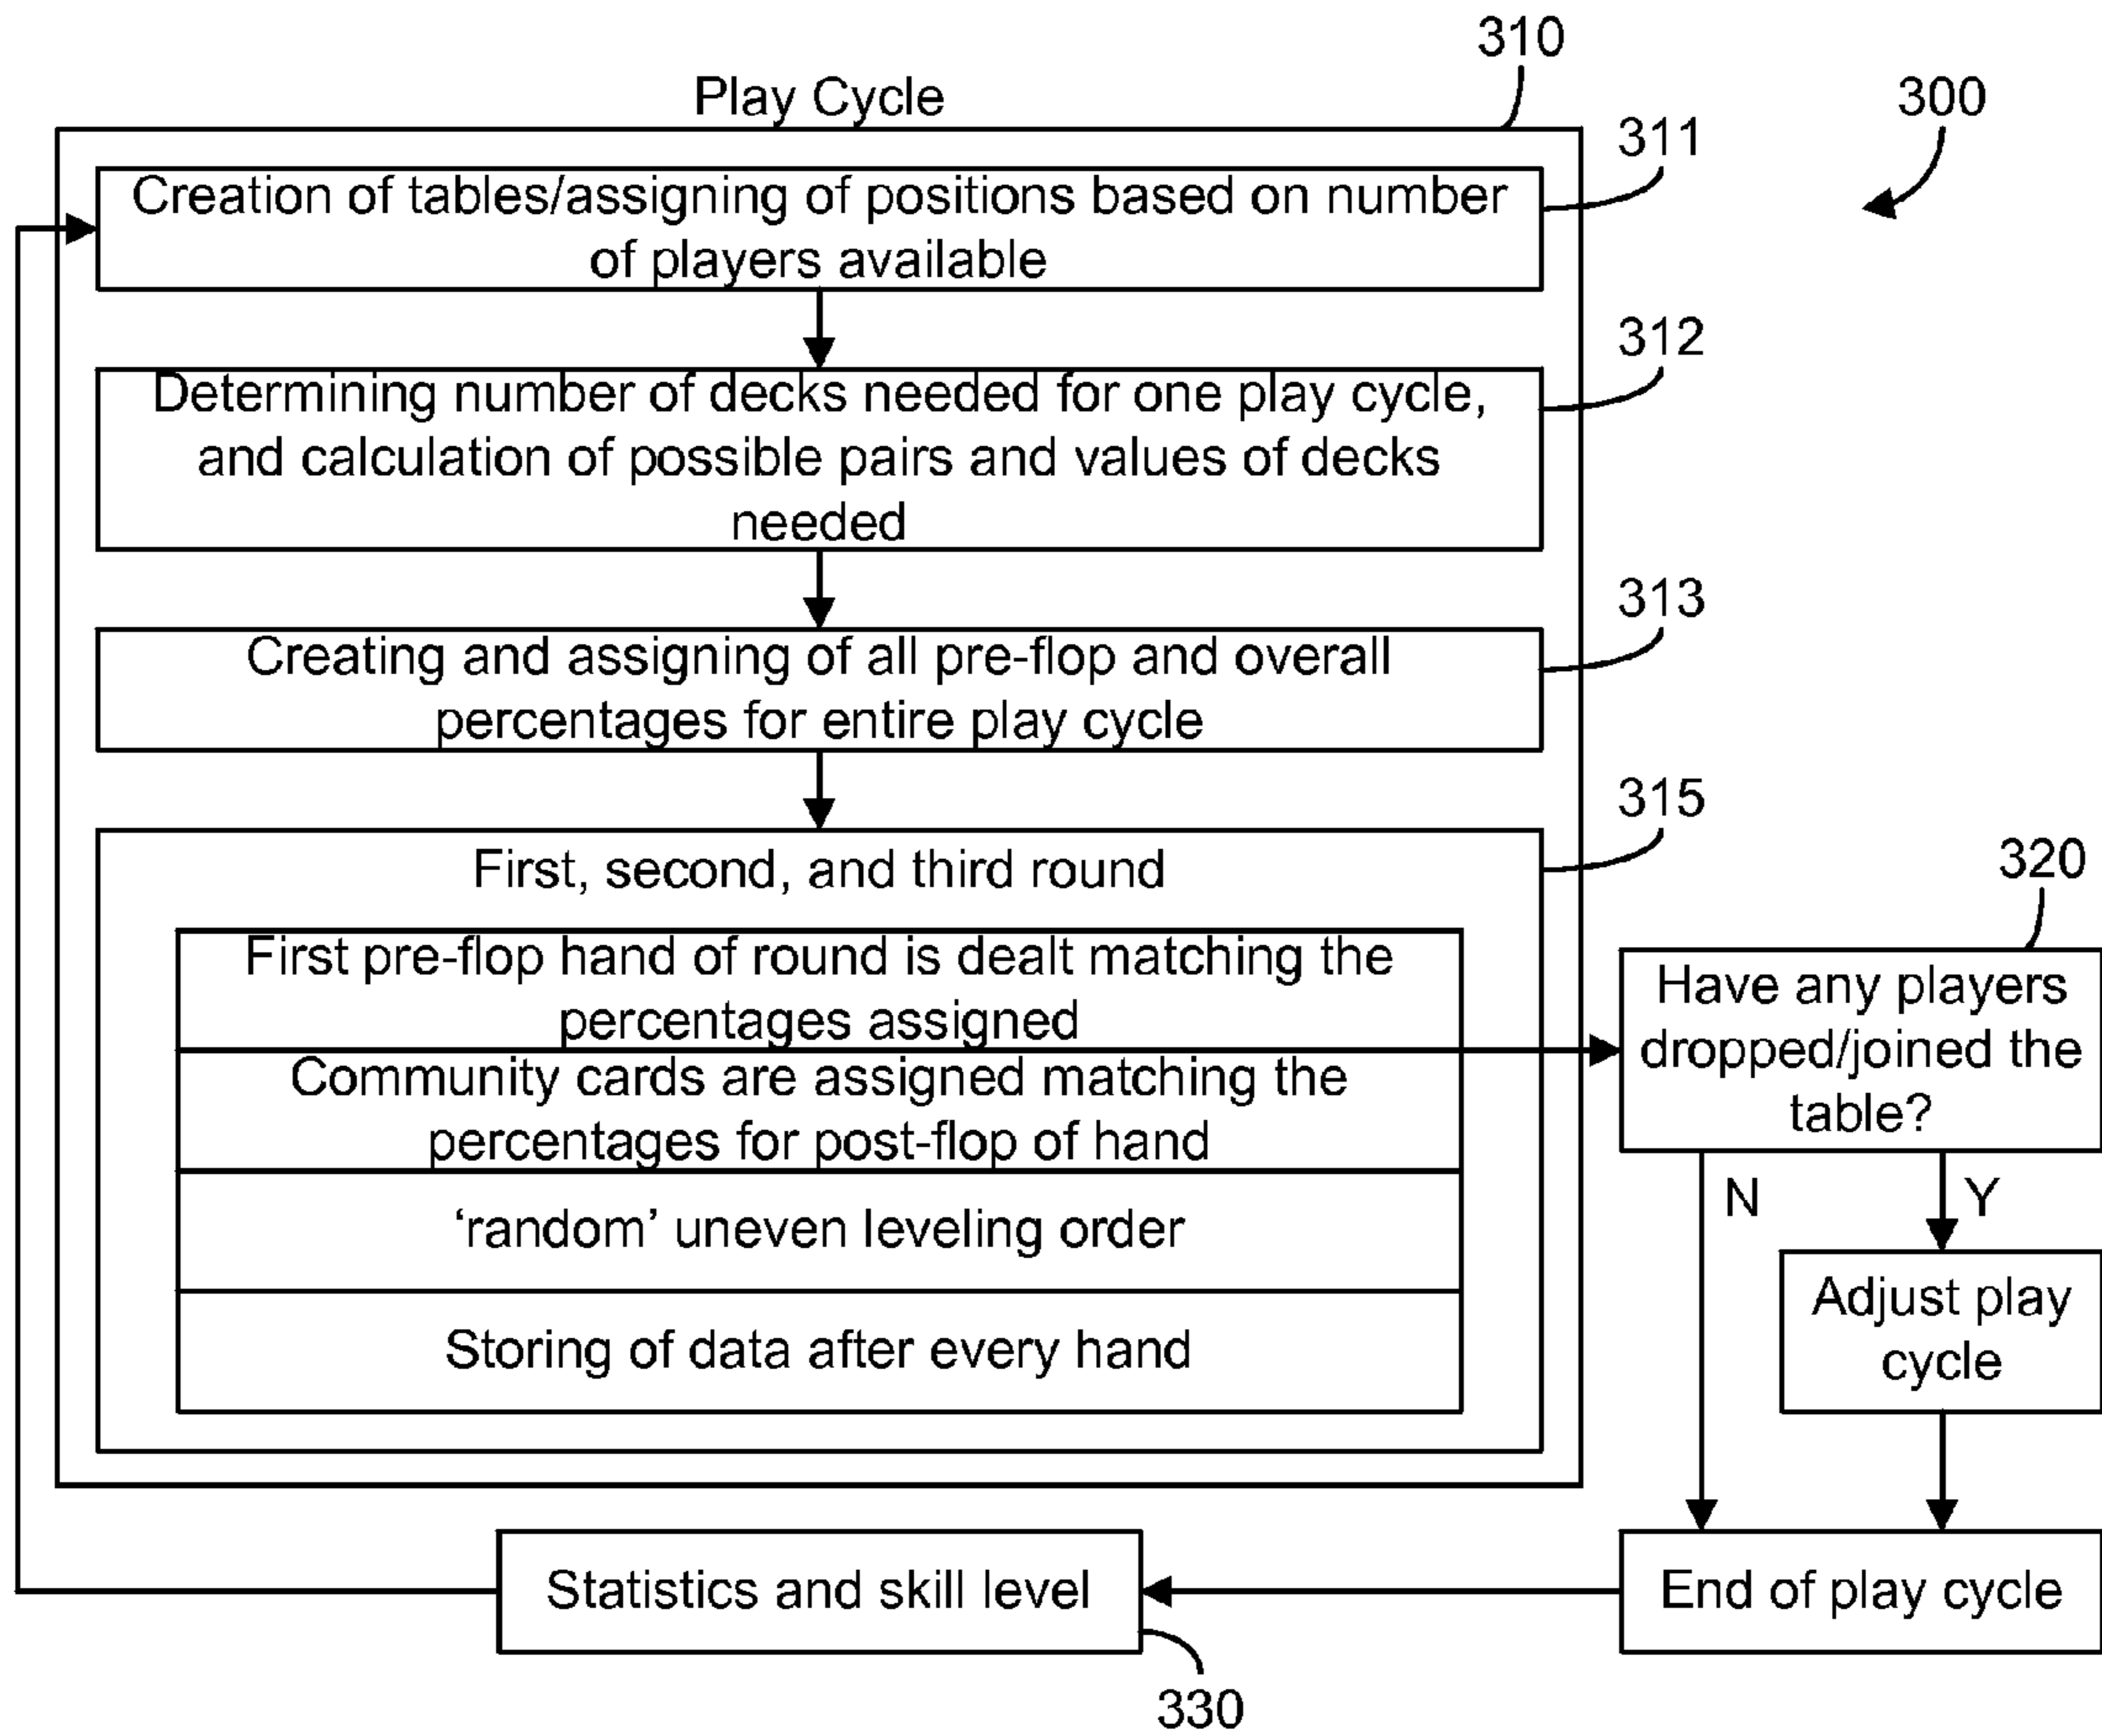 310
Play Cycle
300
311
Creation of tables/assigning of positions based on number
of players available
312
Determining number of decks needed for one play cycle,
and calculation of possible pairs and values of decks
needed
313
Creating and assigning of all pre-flop and overall
percentages for entire play cycle
315
First, second, and third round
320
First pre-flop hand of round is dealt matching the
percentages assigned
Community cards are assigned matching the
percentages for post-flop of hand
‘random’ uneven leveling order
Storing of data after every hand
Have any players
dropped/joined the
table?
N
Y
Adjust play
cycle
End of play cycle
Statistics and skill level
330